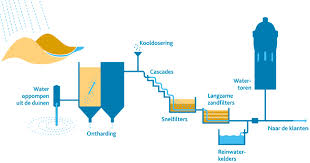 Kooldosering
Cascades
Water
oppompen
uit de duinen
Ontharding
Snelfilters
Langzame
zandfilters
Water-
toren
Naar de klanten
Reinwater-
kelders